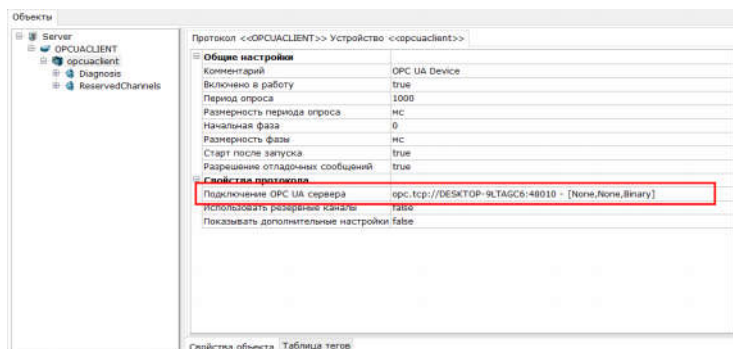 Объекты
Server
OPCUACLIENT
opcuaclient
Diagnosis
ReservedChannels
Протокол <<OPCUACLIENT>> Устройство <<opcuaclient>>
Общие настройки
Комментарий OPC UA Device
Включено в работу true
Период опроса 1000
Размерность периода опроса мс
Начальная фаза 0
Размерность фазы мс
Старт после запуска true
Разрешение отладочных сообщений true
Свойства протокола
Подключение OPC UA сервера opc.tcp://DESKTOP-9LTAGC6:48010 - [None,None,Binary]
Использовать резервные каналы false
Показывать дополнительные настройки false
Свойства объекта Таблица тегов